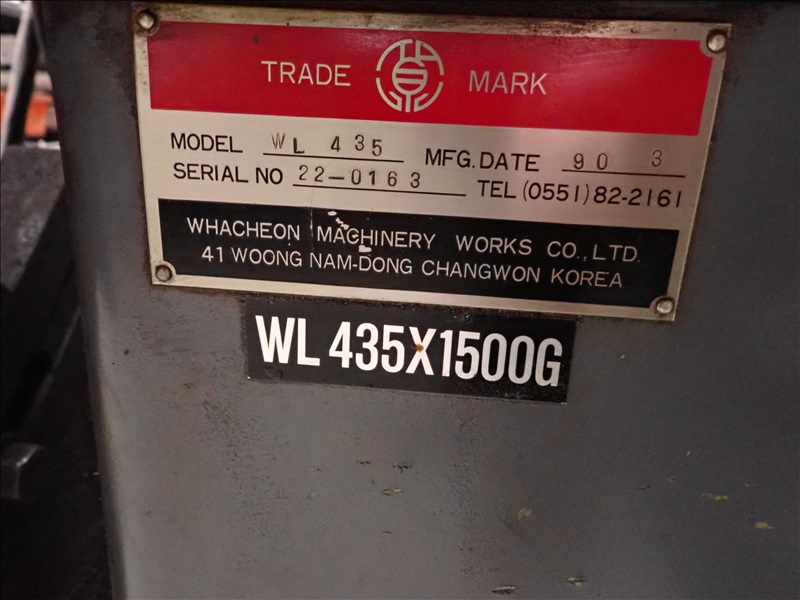 TRADE MARK
MODEL WL 435 MFG. DATE 90 3
SERIAL NO 22-0163 TEL (0551) 82-2161
WHACHEON MACHINERY WORKS CO., LTD.
41 WOONG NAM-DONG CHANGWON KOREA
WL 435X1500G